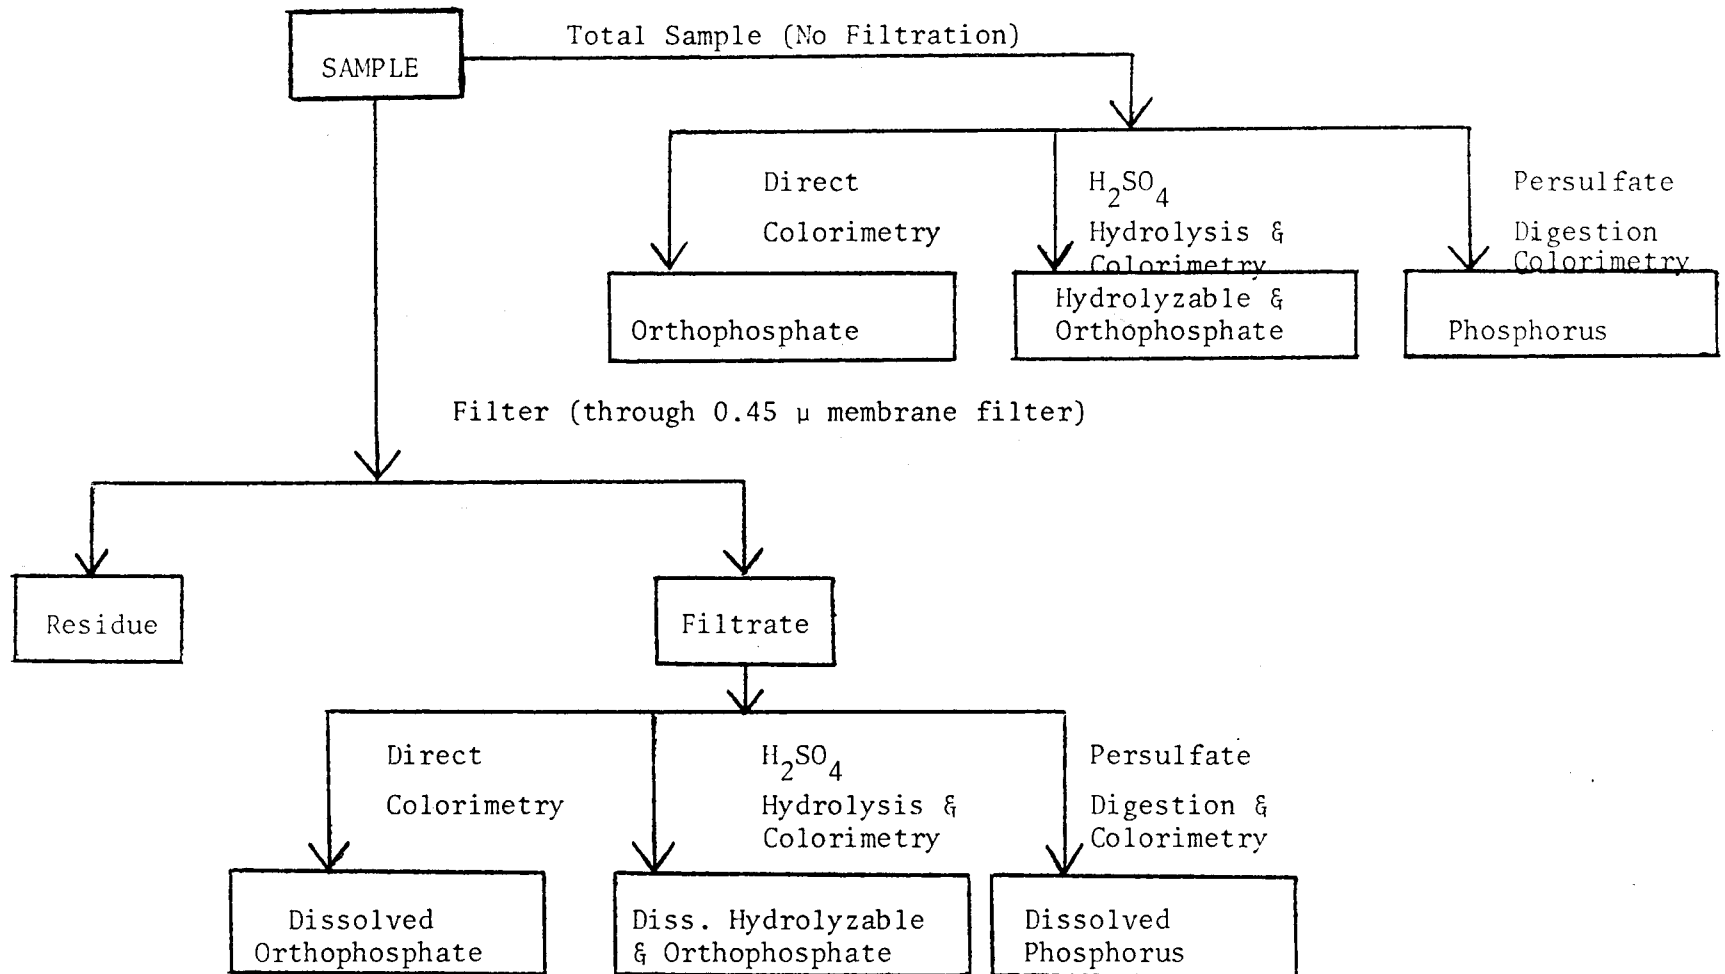 Total Sample (No Filtration)
SAMPLE
Direct
Colorimetry
H₂SO₄
Hydrolysis &
Colorimetry
Persulfate
Digestion
Colorimetry
Orthophosphate
Hydrolyzable &
Orthophosphate
Phosphorus
Filter (through 0.45 μ membrane filter)
Residue
Filtrate
Direct
Colorimetry
H₂SO₄
Hydrolysis &
Colorimetry
Persulfate
Digestion &
Colorimetry
Dissolved
Orthophosphate
Diss. Hydrolyzable
& Orthophosphate
Dissolved
Phosphorus